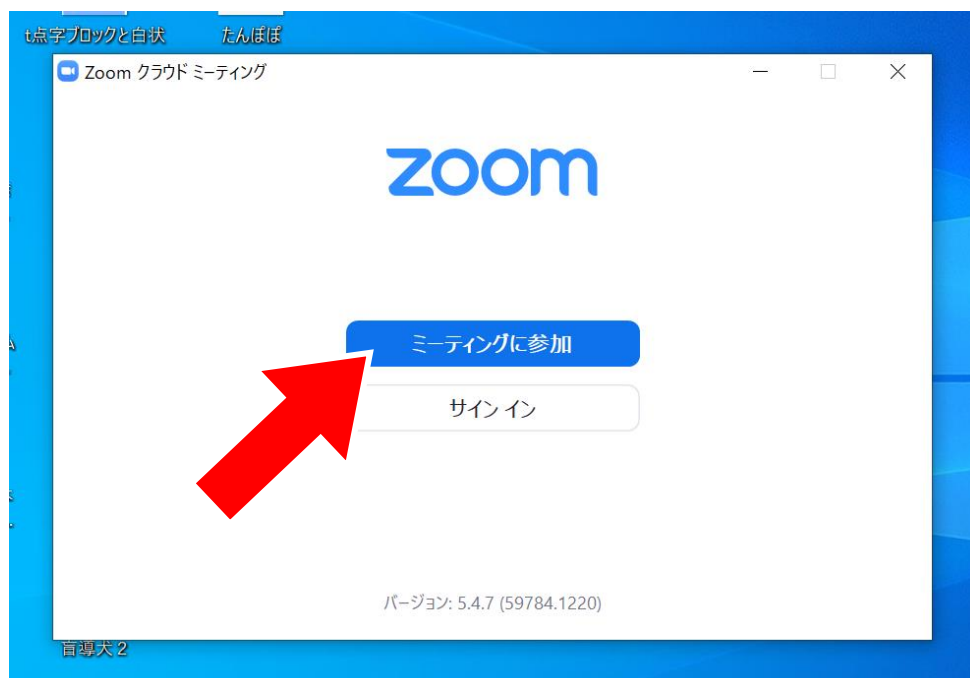 t点字ブロックと白状
たんぽぽ
Zoom クラウド ミーティング
zoom
ミーティングに参加
サイン イン
バージョン: 5.4.7 (59784.1220)
盲導犬２